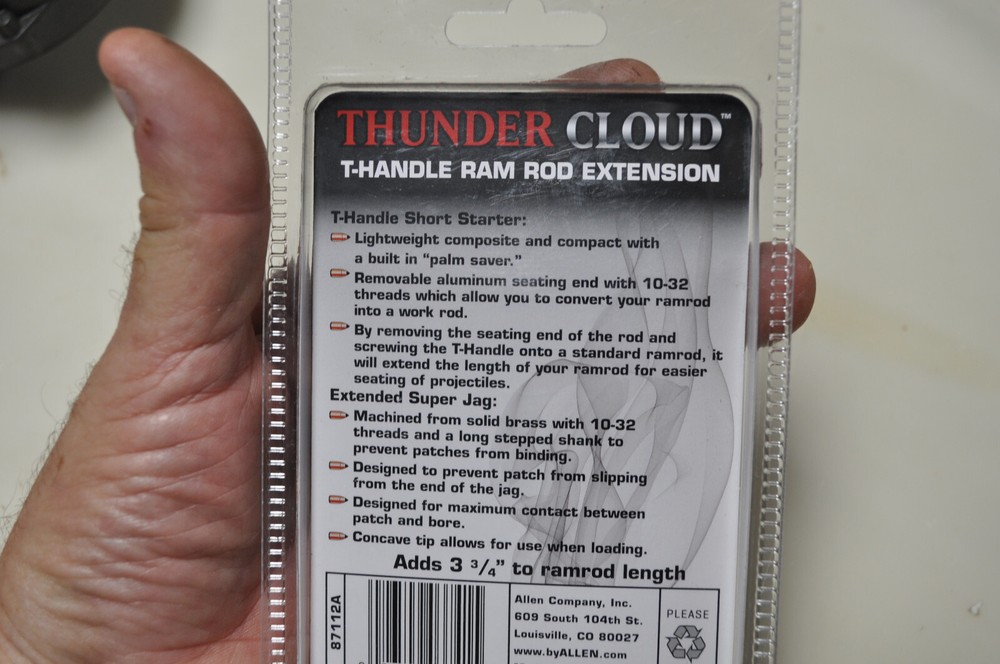 THUNDER CLOUD™
T-HANDLE RAM ROD EXTENSION
T-Handle Short Starter:
Lightweight composite and compact with
a built in “palm saver.”
Removable aluminum seating end with 10-32
threads which allow you to convert your ramrod
into a work rod.
By removing the seating end of the rod and
screwing the T-Handle onto a standard ramrod, it
will extend the length of your ramrod for easier
seating of projectiles.
Extended Super Jag:
Machined from solid brass with 10-32
threads and a long stepped shank to
prevent patches from binding.
Designed to prevent patch from slipping
from the end of the jag.
Designed for maximum contact between
patch and bore.
Concave tip allows for use when loading.
Adds 3 3/4” to ramrod length
87112A
Allen Company, Inc.
609 South 104th St.
Louisville, CO 80027
www.byALLEN.com
PLEASE